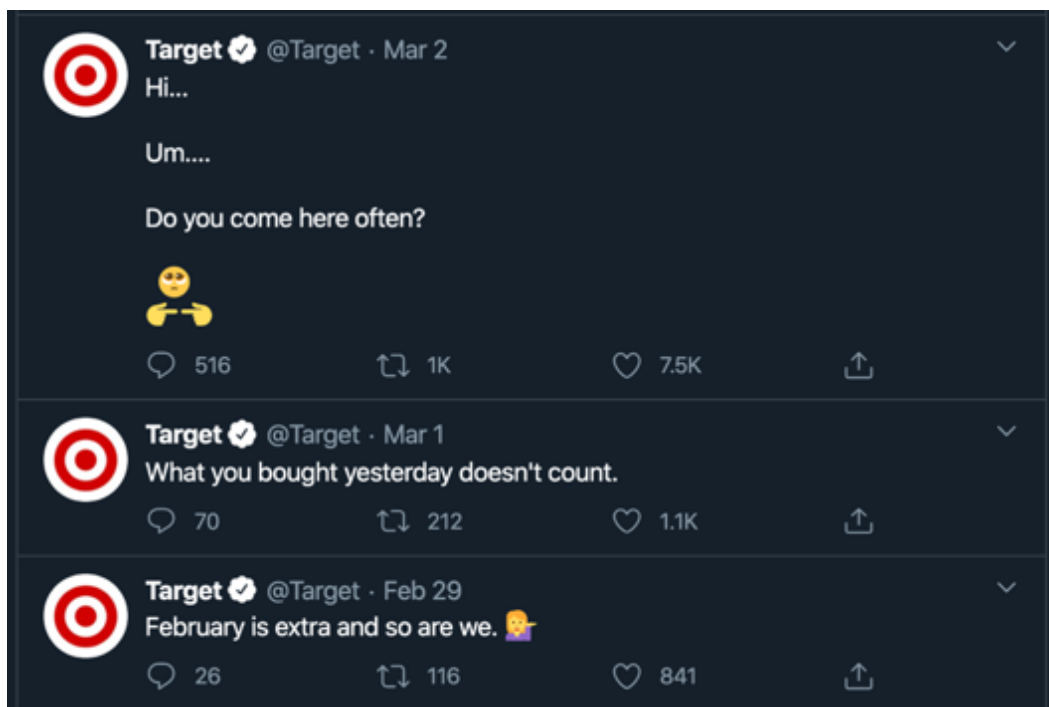 Target @Target · Mar 2
Hi...
Um....
Do you come here often?
🥺
👉👈
516 1K 7.5K
Target @Target · Mar 1
What you bought yesterday doesn't count.
70 212 1.1K
Target @Target · Feb 29
February is extra and so are we. 💁
26 116 841